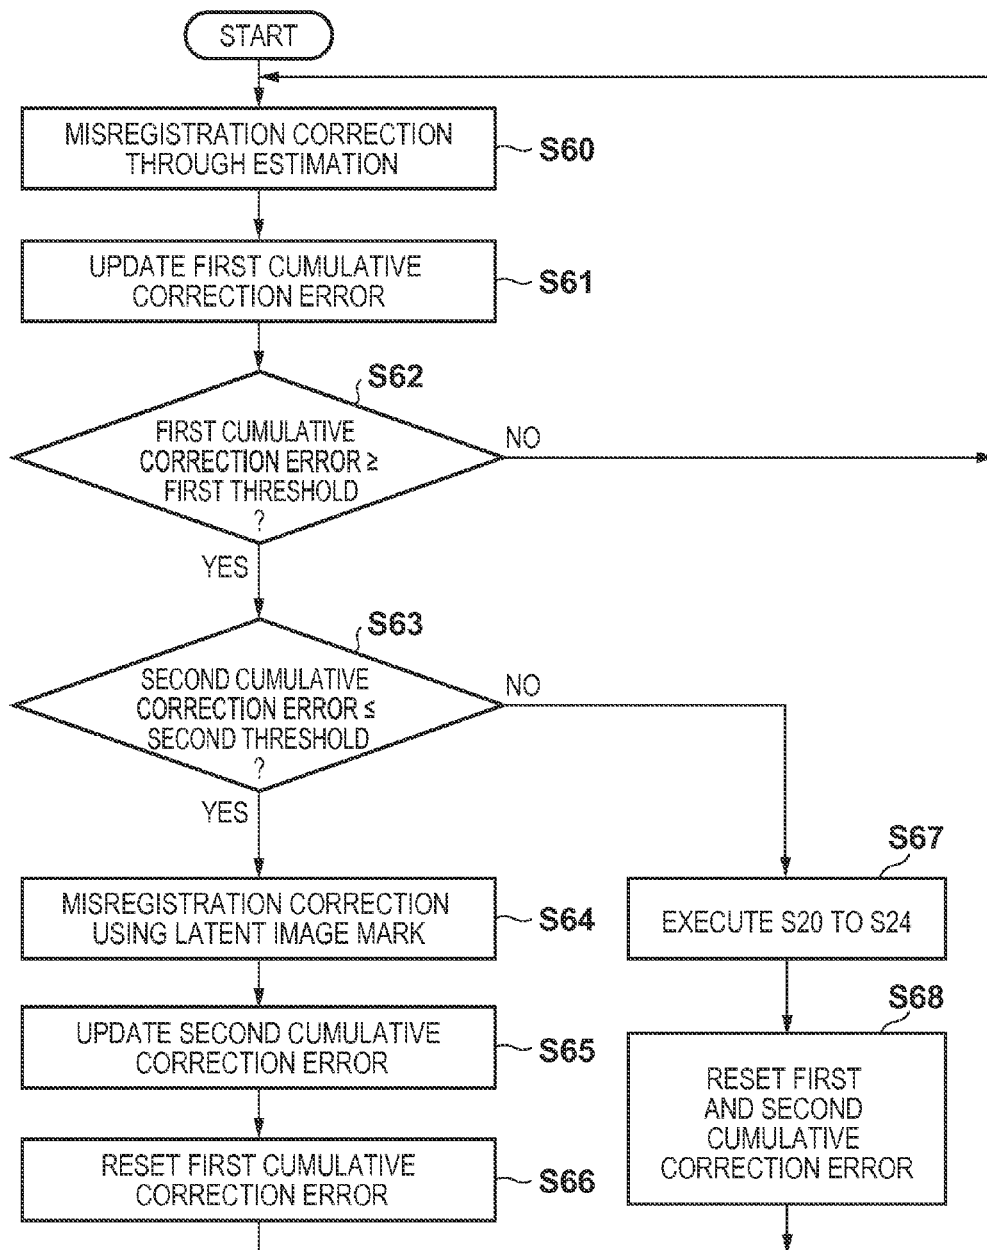 START
MISREGISTRATION CORRECTION
THROUGH ESTIMATION
S60
UPDATE FIRST CUMULATIVE
CORRECTION ERROR
S61
S62
FIRST CUMULATIVE
CORRECTION ERROR ≥
FIRST THRESHOLD
?
NO
YES
S63
SECOND CUMULATIVE
CORRECTION ERROR ≤
SECOND THRESHOLD
?
NO
YES
MISREGISTRATION CORRECTION
USING LATENT IMAGE MARK
S64
S67
EXECUTE S20 TO S24
UPDATE SECOND CUMULATIVE
CORRECTION ERROR
S65
S68
RESET FIRST
AND SECOND
CUMULATIVE
CORRECTION ERROR
RESET FIRST CUMULATIVE
CORRECTION ERROR
S66